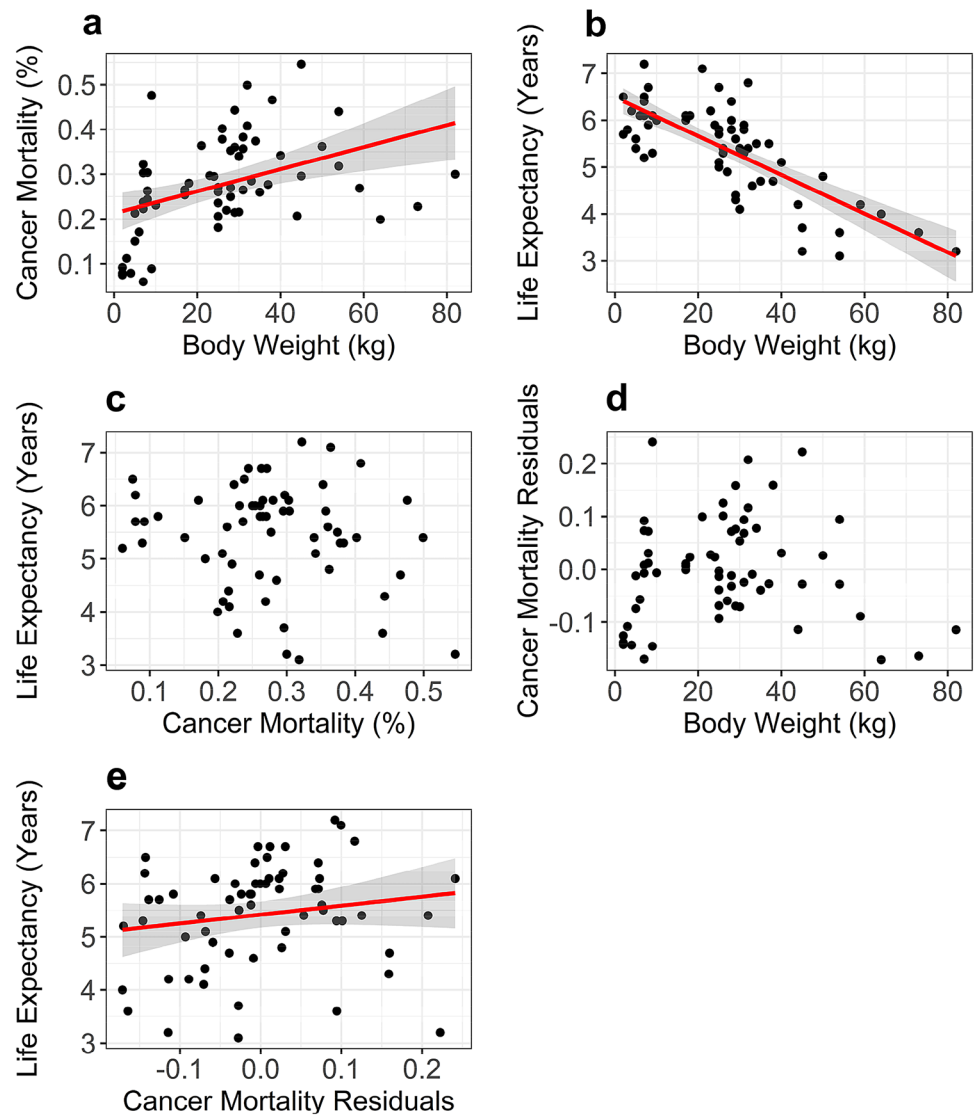 a
Cancer Mortality (%)
0.5
0.4
0.3
0.2
0.1
0 20 40 60 80
Body Weight (kg)
b
Life Expectancy (Years)
7
6
5
4
3
0 20 40 60 80
Body Weight (kg)
c
Life Expectancy (Years)
7
6
5
4
3
0.1 0.2 0.3 0.4 0.5
Cancer Mortality (%)
d
Cancer Mortality Residuals
0.2
0.1
0.0
-0.1
0 20 40 60 80
Body Weight (kg)
e
Life Expectancy (Years)
7
6
5
4
3
-0.1 0.0 0.1 0.2
Cancer Mortality Residuals